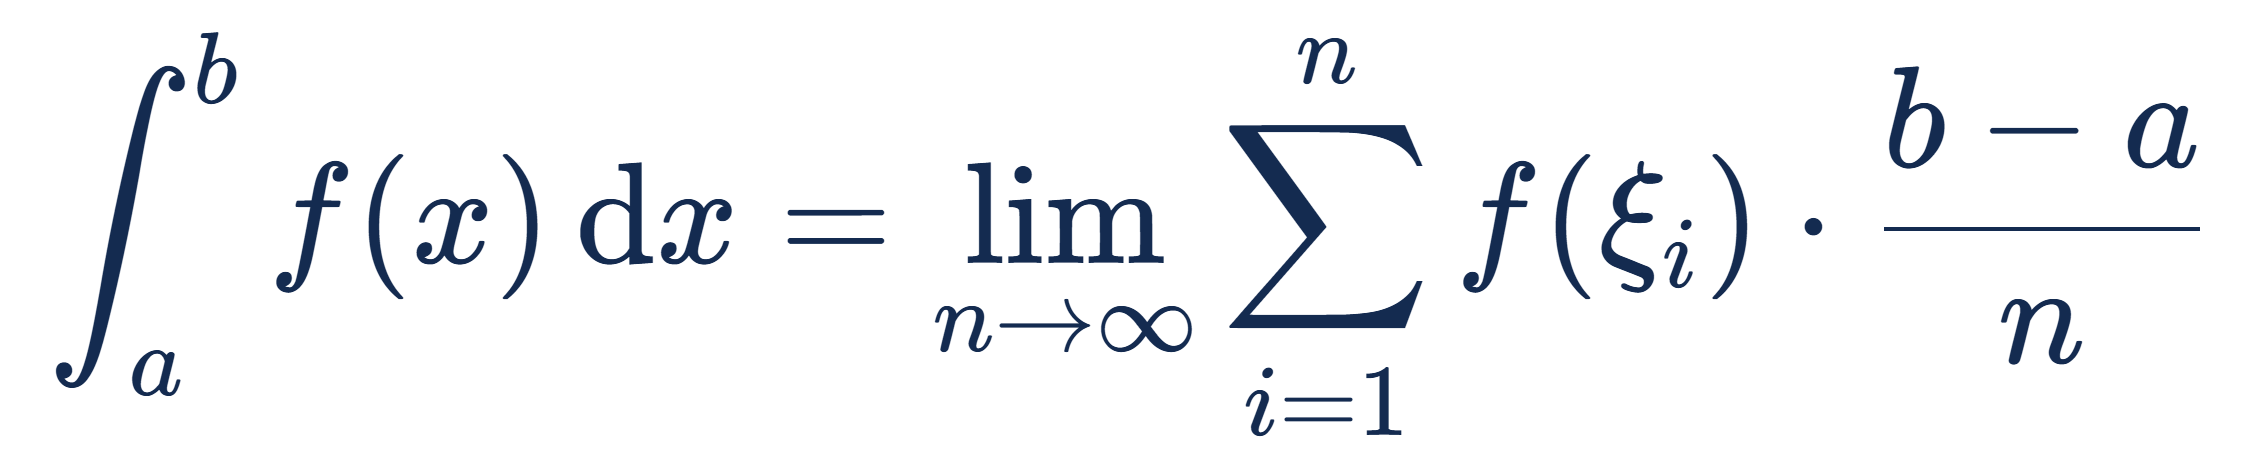 ∫_a^b f(x) dx = lim_{n→∞} ∑_{i=1}^n f(ξ_i) · (b − a)/n